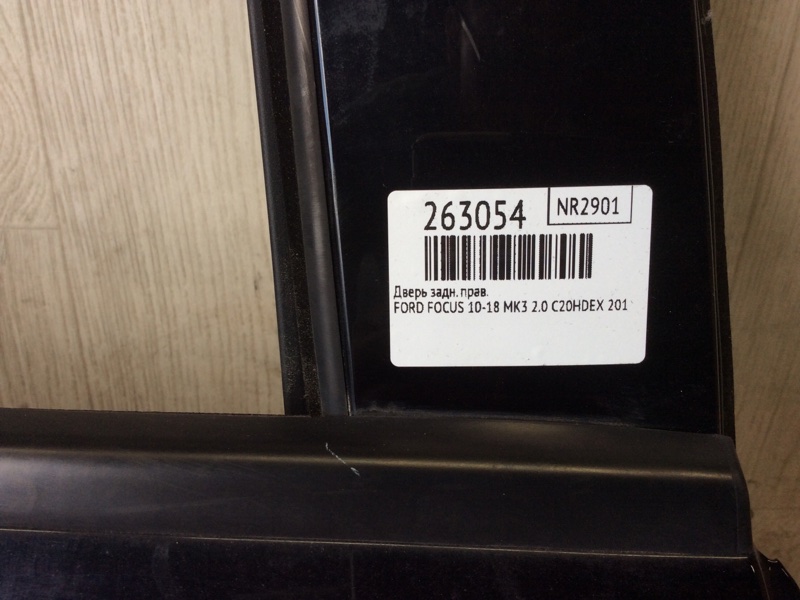 263054
NR2901
Дверь задн. прав.
FORD FOCUS 10-18 MK3 2.0 C20HDEX 201